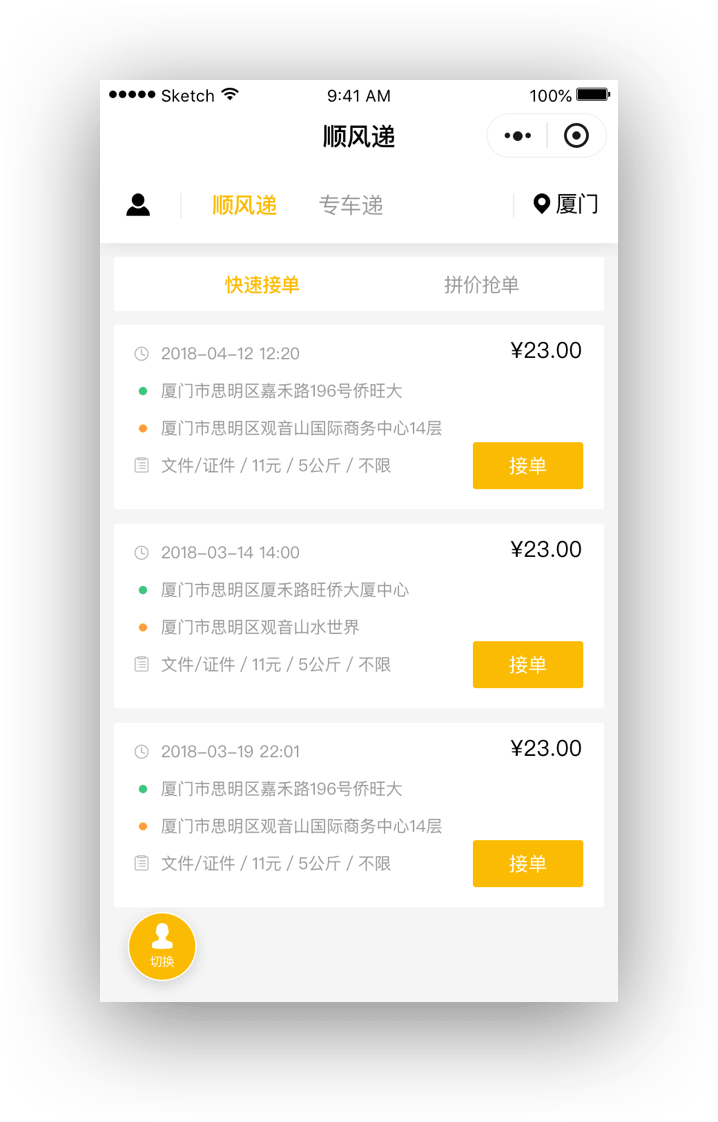 Sketch 9:41 AM 100%
顺风递
顺风递 专车递 厦门
快速接单 拼价抢单
2018-04-12 12:20 ¥23.00
厦门市思明区嘉禾路196号侨旺大
厦门市思明区观音山国际商务中心14层
文件/证件 / 11元 / 5公斤 / 不限 接单
2018-03-14 14:00 ¥23.00
厦门市思明区厦禾路旺侨大厦中心
厦门市思明区观音山水世界
文件/证件 / 11元 / 5公斤 / 不限 接单
2018-03-19 22:01 ¥23.00
厦门市思明区嘉禾路196号侨旺大
厦门市思明区观音山国际商务中心14层
文件/证件 / 11元 / 5公斤 / 不限 接单
切换